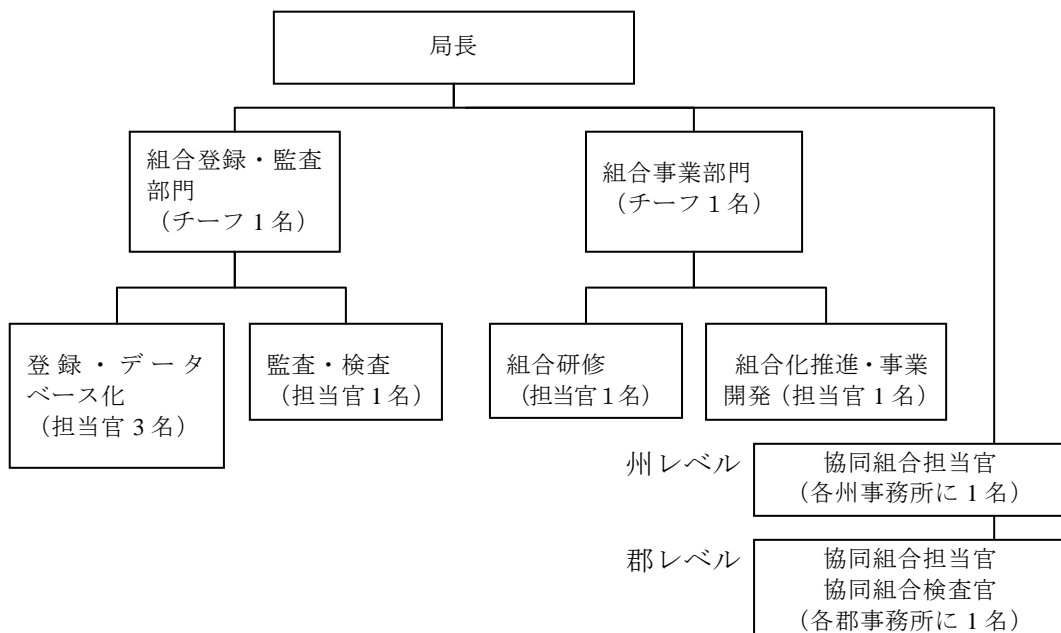 局長
組合登録・監査
部門
（チーフ 1 名）
組合事業部門
（チーフ１名）
登録・データ
ベース化
（担当官 3 名）
監査・検査
（担当官 1 名）
組合研修
（担当官１名）
組合化推進・事業
開発（担当官 1 名）
州レベル
協同組合担当官
（各州事務所に 1 名）
郡レベル
協同組合担当官
協同組合検査官
（各郡事務所に 1 名）